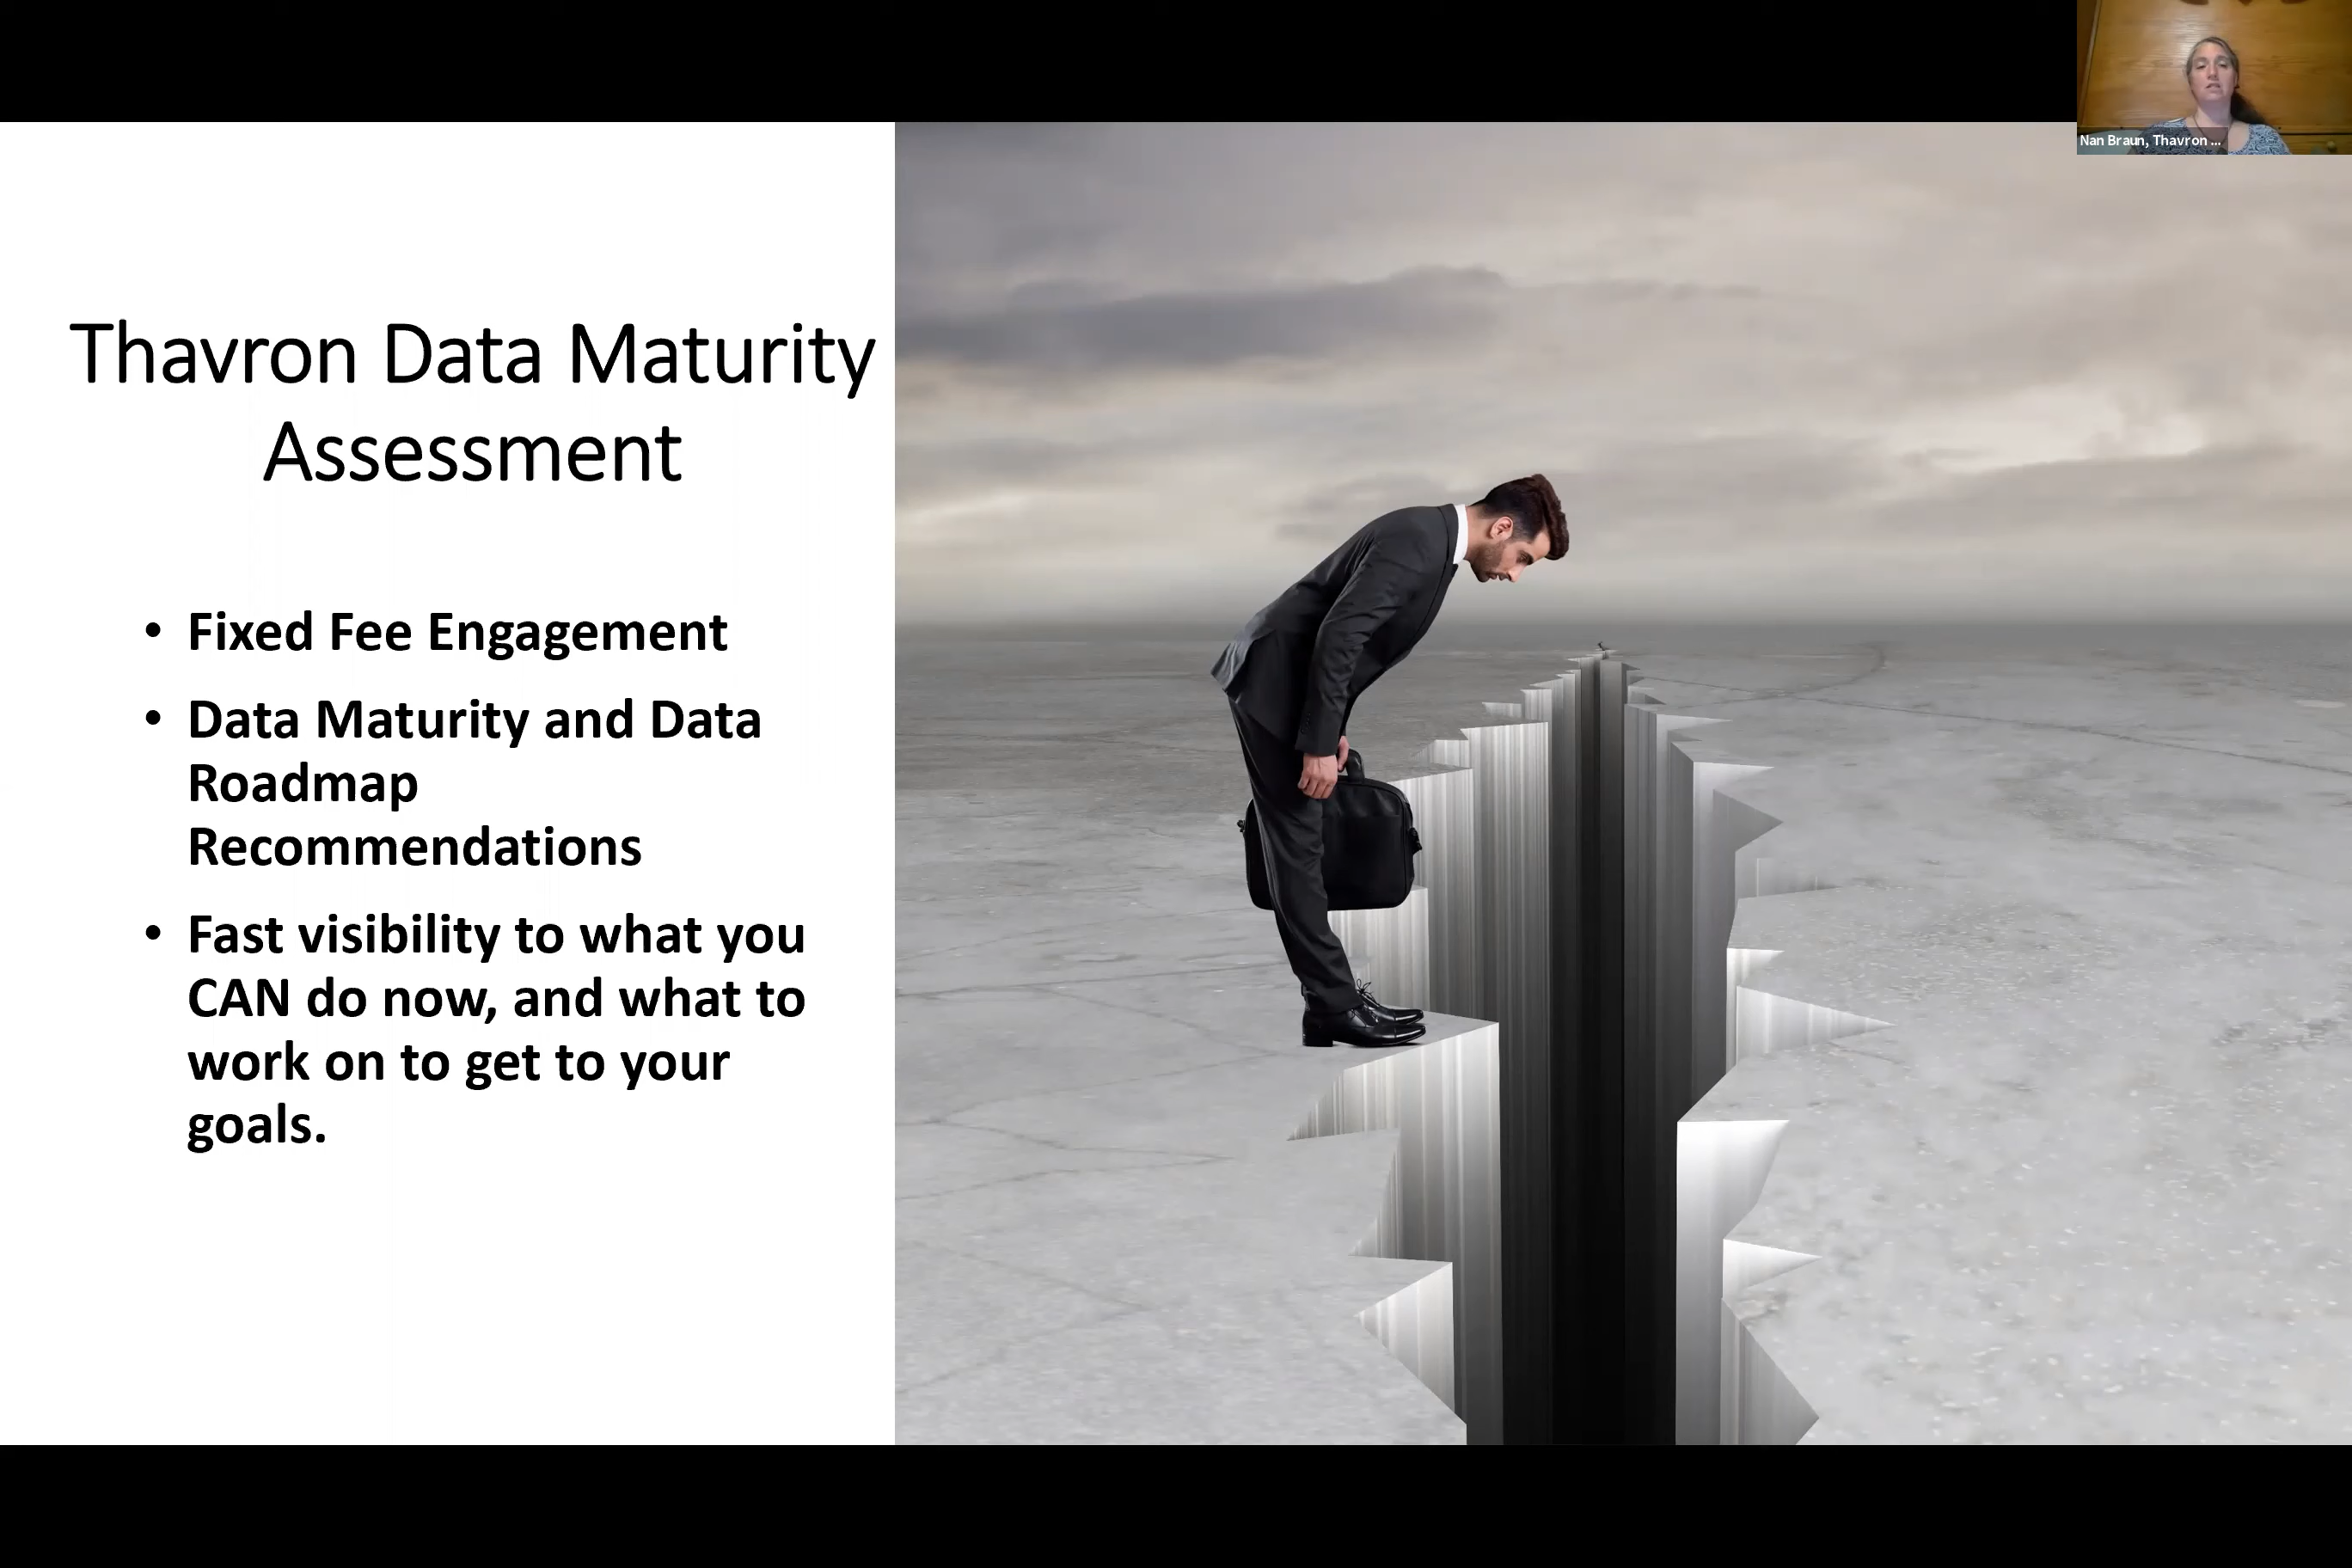 Nan Braun, Thavron ...
Thavron Data Maturity
Assessment
• Fixed Fee Engagement
• Data Maturity and Data
Roadmap
Recommendations
• Fast visibility to what you
CAN do now, and what to
work on to get to your
goals.